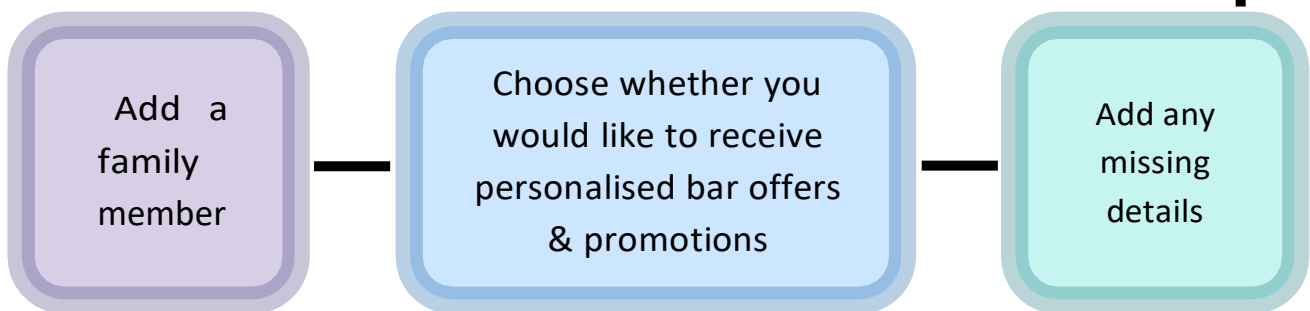 Add a
family
member
Choose whether you
would like to receive
personalised bar offers
& promotions
Add any
missing
details